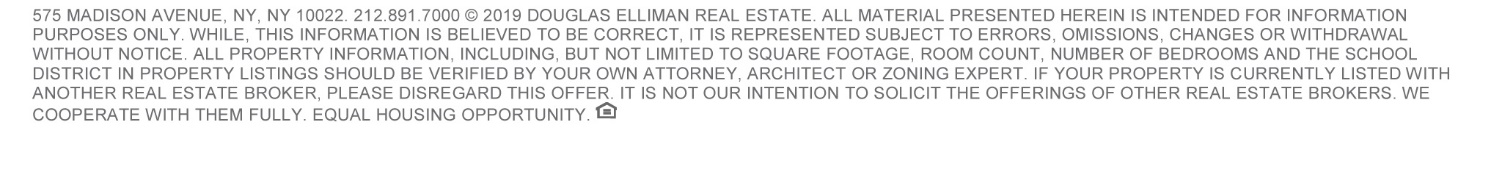 575 MADISON AVENUE, NY, NY 10022. 212.891.7000 © 2019 DOUGLAS ELLIMAN REAL ESTATE. ALL MATERIAL PRESENTED HEREIN IS INTENDED FOR INFORMATION
PURPOSES ONLY. WHILE, THIS INFORMATION IS BELIEVED TO BE CORRECT, IT IS REPRESENTED SUBJECT TO ERRORS, OMISSIONS, CHANGES OR WITHDRAWAL
WITHOUT NOTICE. ALL PROPERTY INFORMATION, INCLUDING, BUT NOT LIMITED TO SQUARE FOOTAGE, ROOM COUNT, NUMBER OF BEDROOMS AND THE SCHOOL
DISTRICT IN PROPERTY LISTINGS SHOULD BE VERIFIED BY YOUR OWN ATTORNEY, ARCHITECT OR ZONING EXPERT. IF YOUR PROPERTY IS CURRENTLY LISTED WITH
ANOTHER REAL ESTATE BROKER, PLEASE DISREGARD THIS OFFER. IT IS NOT OUR INTENTION TO SOLICIT THE OFFERINGS OF OTHER REAL ESTATE BROKERS. WE
COOPERATE WITH THEM FULLY. EQUAL HOUSING OPPORTUNITY.